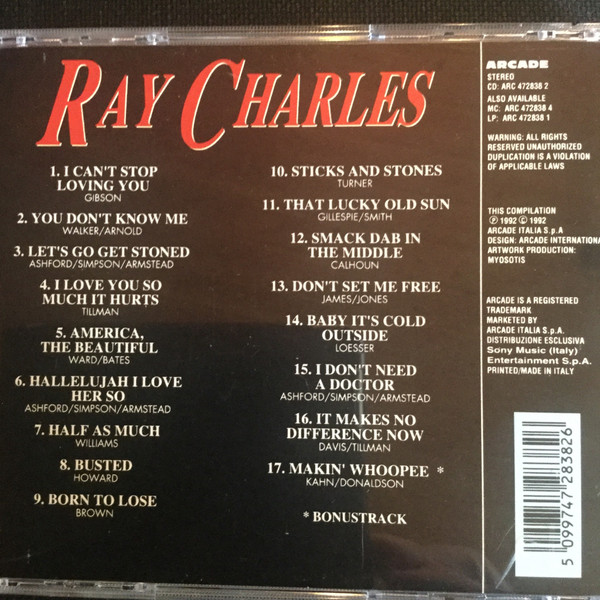 RAY CHARLES
1. I CAN'T STOP
LOVING YOU
GIBSON
2. YOU DON'T KNOW ME
WALKER/ARNOLD
3. LET'S GO GET STONED
ASHFORD/SIMPSON/ARMSTEAD
4. I LOVE YOU SO
MUCH IT HURTS
TILLMAN
5. AMERICA,
THE BEAUTIFUL
WARD/BATES
6. HALLELUJAH I LOVE
HER SO
ASHFORD/SIMPSON/ARMSTEAD
7. HALF AS MUCH
WILLIAMS
8. BUSTED
HOWARD
9. BORN TO LOSE
BROWN
10. STICKS AND STONES
TURNER
11. THAT LUCKY OLD SUN
GILLESPIE/SMITH
12. SMACK DAB IN
THE MIDDLE
CALHOUN
13. DON'T SET ME FREE
JAMES/JONES
14. BABY IT'S COLD
OUTSIDE
LOESSER
15. I DON'T NEED
A DOCTOR
ASHFORD/SIMPSON/ARMSTEAD
16. IT MAKES NO
DIFFERENCE NOW
DAVIS/TILLMAN
17. MAKIN' WHOOPEE *
KAHN/DONALDSON
* BONUSTRACK
ARCADE
STEREO
CD: ARC 472838 2
ALSO AVAILABLE
MC: ARC 472838 4
LP: ARC 472838 1
WARNING: ALL RIGHTS
RESERVED UNAUTHORIZED
DUPLICATION IS A VIOLATION
OF APPLICABLE LAWS
THIS COMPILATION
℗ 1992 © 1992
ARCADE ITALIA S.p.A
DESIGN: ARCADE INTERNATIONA
ARTWORK PRODUCTION:
MYOSOTIS
ARCADE IS A REGISTERED
TRADEMARK
MARKETED BY
ARCADE ITALIA S.p.A.
DISTRIBUZIONE ESCLUSIVA
Sony Music (Italy)
Entertainment S.p.A.
PRINTED/MADE IN ITALY
5 099747 283826